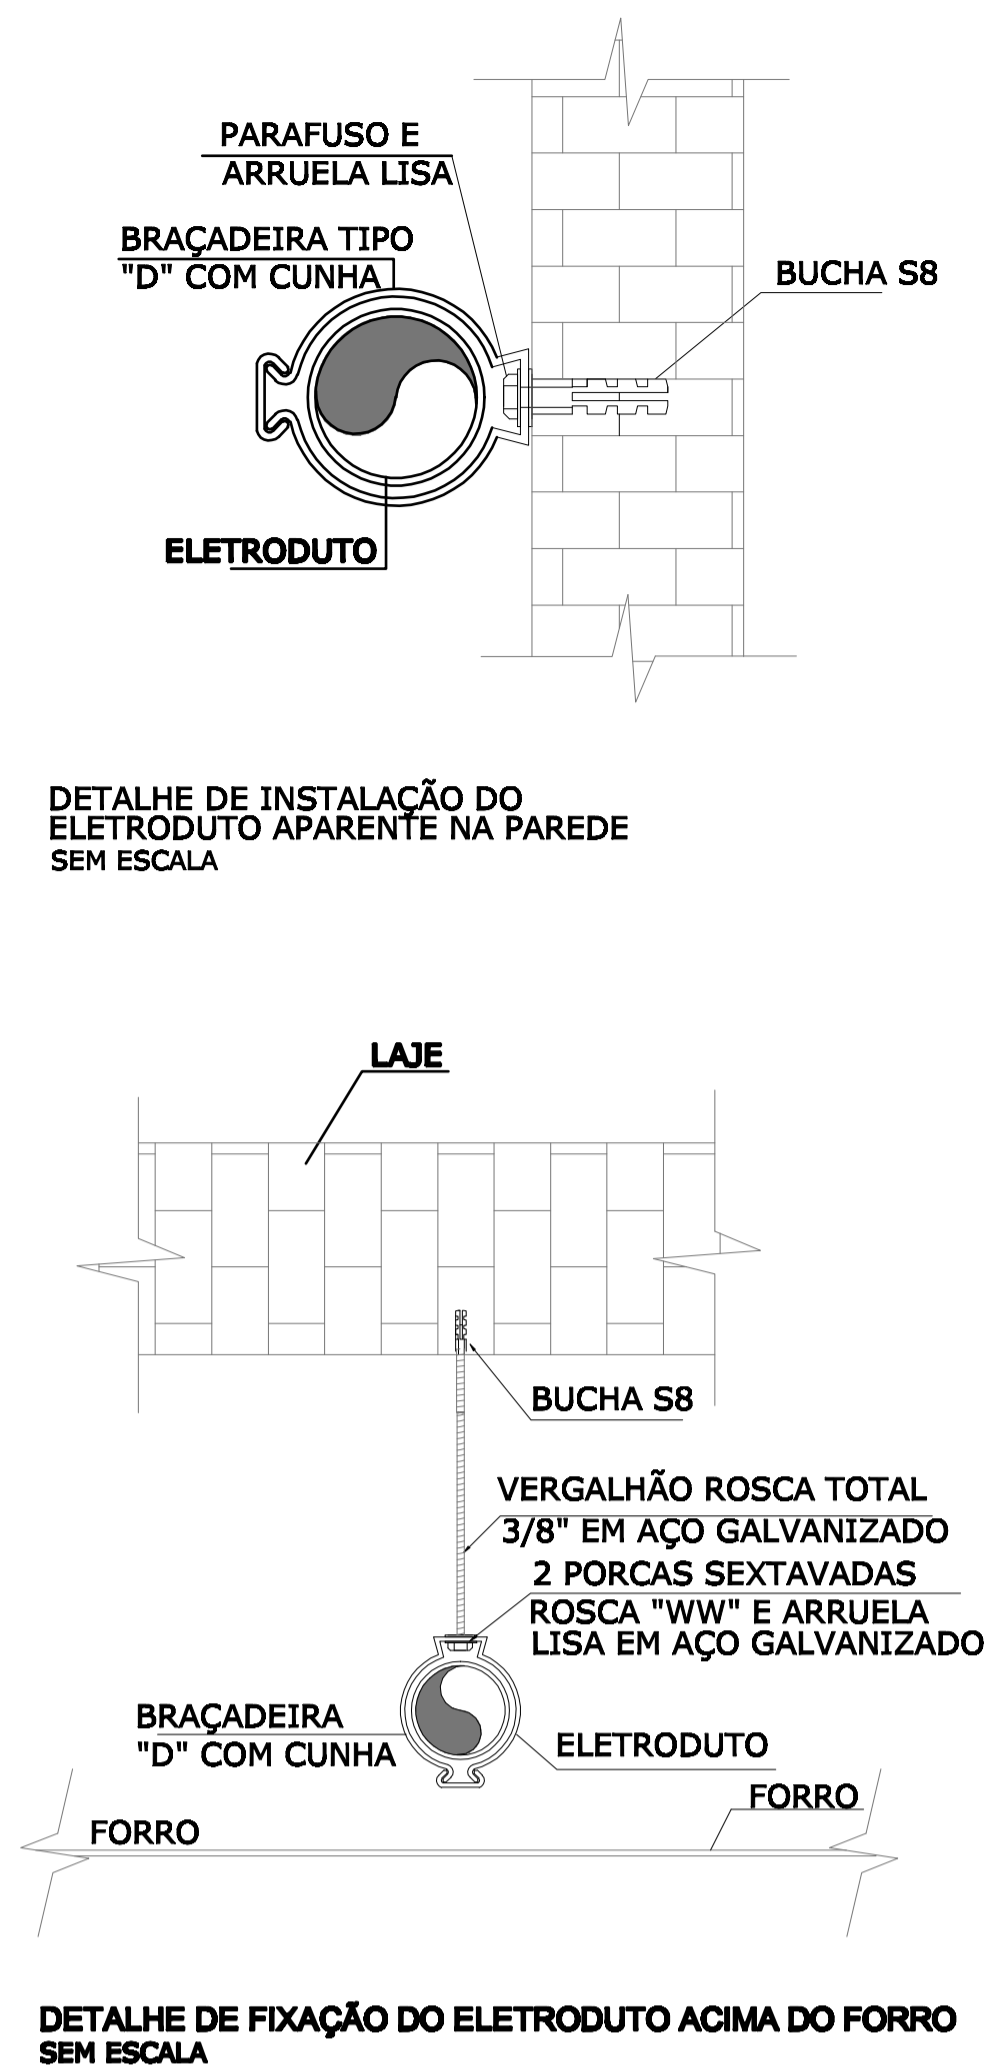 PARAFUSO E
ARRUELA LISA
BRAÇADEIRA TIPO
"D" COM CUNHA
BUCHA S8
ELETRODUTO
DETALHE DE INSTALAÇÃO DO
ELETRODUTO APARENTE NA PAREDE
SEM ESCALA
LAJE
BUCHA S8
VERGALHÃO ROSCA TOTAL
3/8" EM AÇO GALVANIZADO
2 PORCAS SEXTAVADAS
ROSCA "WW" E ARRUELA
LISA EM AÇO GALVANIZADO
BRAÇADEIRA
"D" COM CUNHA
ELETRODUTO
FORRO
FORRO
DETALHE DE FIXAÇÃO DO ELETRODUTO ACIMA DO FORRO
SEM ESCALA